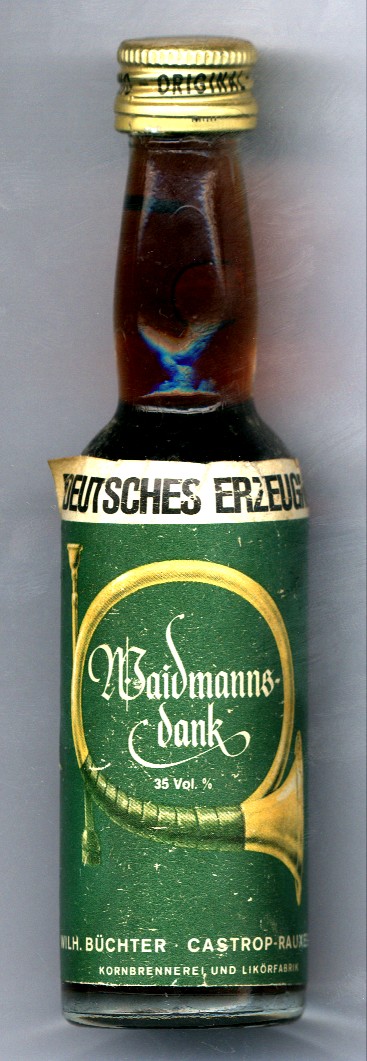 ORIGINAL
DEUTSCHES ERZEUG
Waidmanns-
dank
35 Vol. %
WILH. BÜCHTER · CASTROP-RAUXE
KORNBRENNEREI UND LIKÖRFABRIK